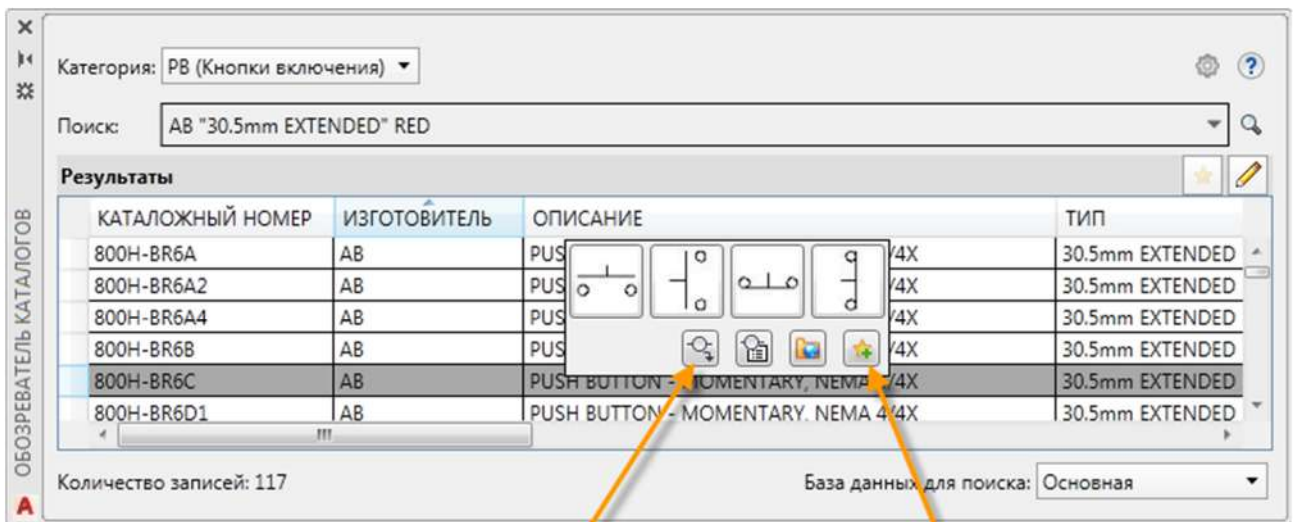 Категория: PB (Кнопки включения)
Поиск: AB "30.5mm EXTENDED" RED
Результаты
КАТАЛОЖНЫЙ НОМЕР ИЗГОТОВИТЕЛЬ ОПИСАНИЕ ТИП
800H-BR6A AB PUS /4X 30.5mm EXTENDED
800H-BR6A2 AB PUS /4X 30.5mm EXTENDED
800H-BR6A4 AB PUS /4X 30.5mm EXTENDED
800H-BR6B AB PUS /4X 30.5mm EXTENDED
800H-BR6C AB PUSH BUTTON - MOMENTARY, NEMA 4/4X 30.5mm EXTENDED
800H-BR6D1 AB PUSH BUTTON - MOMENTARY, NEMA 4/4X 30.5mm EXTENDED
Количество записей: 117 База данных для поиска: Основная
ОБОЗРЕВАТЕЛЬ КАТАЛОГОВ